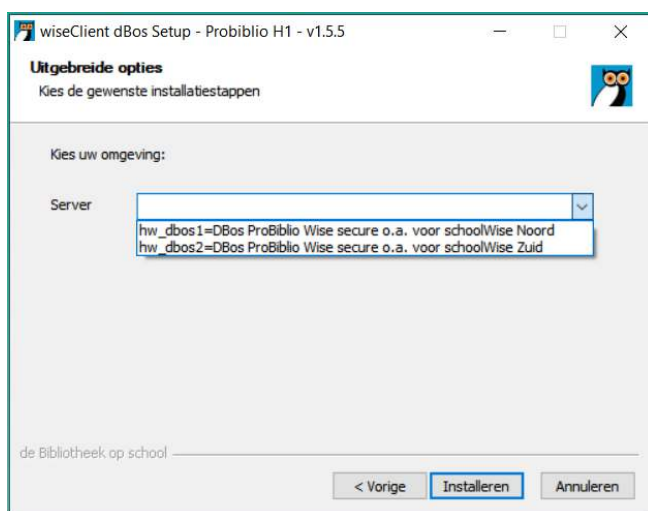 wiseClient dBos Setup - Probiblio H1 - v1.5.5
Uitgebreide opties
Kies de gewenste installatiestappen
Kies uw omgeving:
Server
hw_dbos1=DBos ProBiblio Wise secure o.a. voor schoolWise Noord
hw_dbos2=DBos ProBiblio Wise secure o.a. voor schoolWise Zuid
de Bibliotheek op school
< Vorige Installeren Annuleren